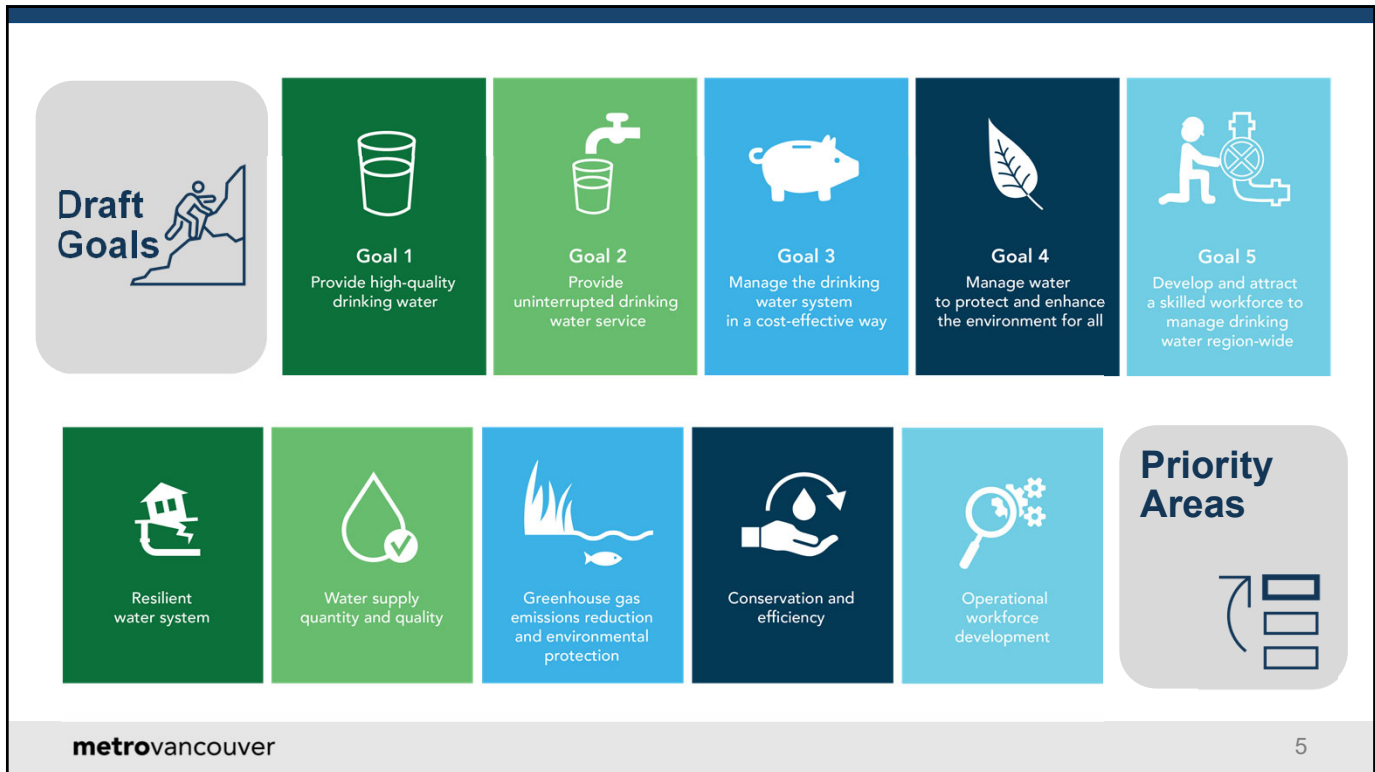 Draft
Goals
Goal 1
Provide high-quality
drinking water
Goal 2
Provide
uninterrupted drinking
water service
Goal 3
Manage the drinking
water system
in a cost-effective way
Goal 4
Manage water
to protect and enhance
the environment for all
Goal 5
Develop and attract
a skilled workforce to
manage drinking
water region-wide
Resilient
water system
Water supply
quantity and quality
Greenhouse gas
emissions reduction
and environmental
protection
Conservation and
efficiency
Operational
workforce
development
Priority
Areas
metrovancouver
5